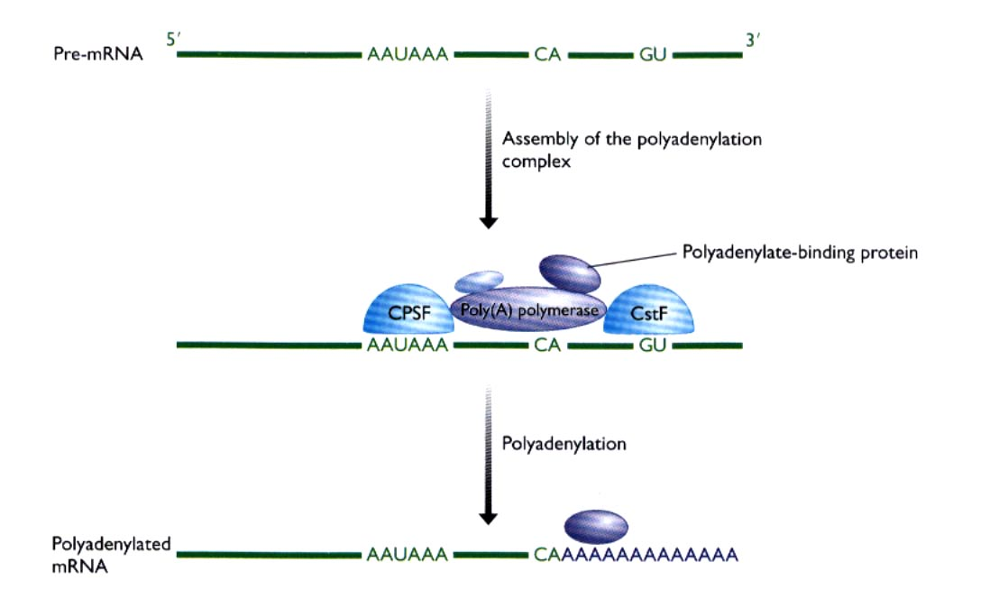 5′ 3′
Pre-mRNA AAUAAA CA GU
Assembly of the polyadenylation
complex
Polyadenylate-binding protein
CPSF Poly(A) polymerase CstF
AAUAAA CA GU
Polyadenylation
Polyadenylated
mRNA
AAUAAA CAAAAAAAAAAAAAA